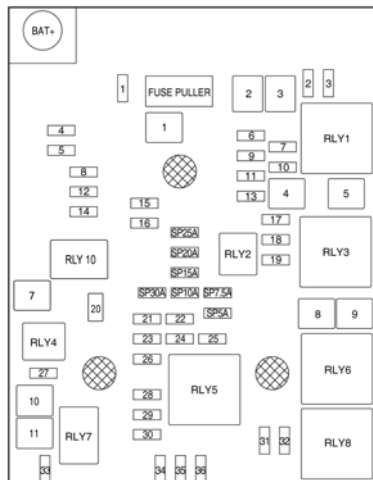 BAT+
1
FUSE PULLER
2
3
2
3
1
4
5
6
7
RLY1
8
9
10
12
11
14
13
4
5
15
16
17
SP25A
18
RLY2
RLY3
SP20A
19
RLY 10
SP15A
7
SP30A
SP10A
SP7.5A
20
SP5A
8
9
21
22
RLY4
23
24
25
26
27
RLY5
RLY6
10
28
29
11
RLY7
30
31
32
RLY8
33
34
35
36